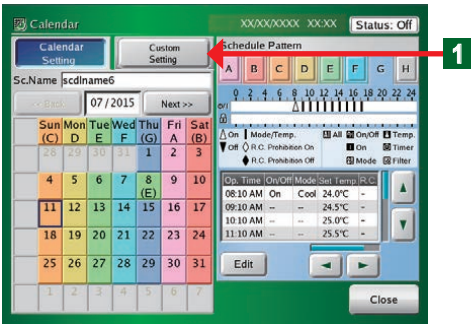 Calendar
XX/XX/XXXX XX:XX
Status: Off
Calendar Setting
Custom Setting
1
Sc.Name scdlname6
<< Back
07 / 2015
Next >>
Sun (C) Mon D Tue E Wed F Thu (G) Fri A Sat (B)
28 29 30 31 1 2 3
4 5 6 7 8 (E) 9 10
11 12 13 14 15 16 17
18 19 20 21 22 23 24
25 26 27 28 29 30 31
1 2 3 4 5 6 7
Schedule Pattern
A B C D E F G H
0 2 4 6 8 10 12 14 16 18 20 22 24
On Mode/Temp. All On/Off Temp.
Off R.C. Prohibition Off On Timer
R.C. Prohibition On Mode Filter
Op. Time On/Off Mode Set Temp. R.C.
08:10 AM On Cool 24.0°C -
09:10 AM -- -- 24.5°C -
10:10 AM -- -- 25.0°C -
11:10 AM -- -- 25.5°C -
Edit
Close